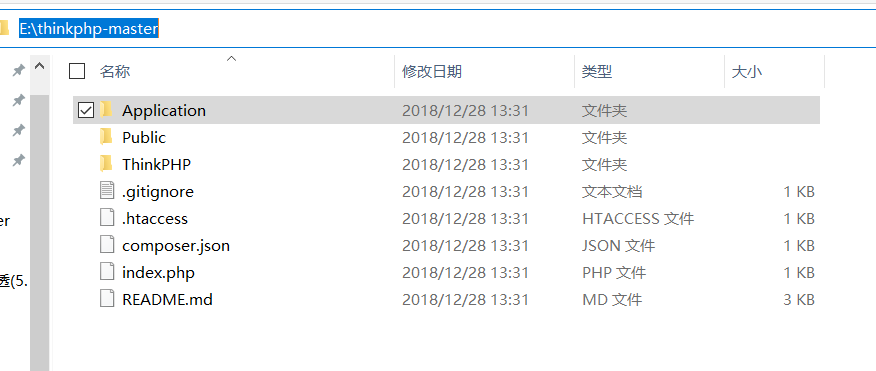 E:\thinkphp-master
名称 修改日期 类型 大小
Application 2018/12/28 13:31 文件夹
Public 2018/12/28 13:31 文件夹
ThinkPHP 2018/12/28 13:31 文件夹
.gitignore 2018/12/28 13:31 文本文档 1 KB
.htaccess 2018/12/28 13:31 HTACCESS 文件 1 KB
er
composer.json 2018/12/28 13:31 JSON 文件 1 KB
index.php 2018/12/28 13:31 PHP 文件 1 KB
透(5.
README.md 2018/12/28 13:31 MD 文件 3 KB